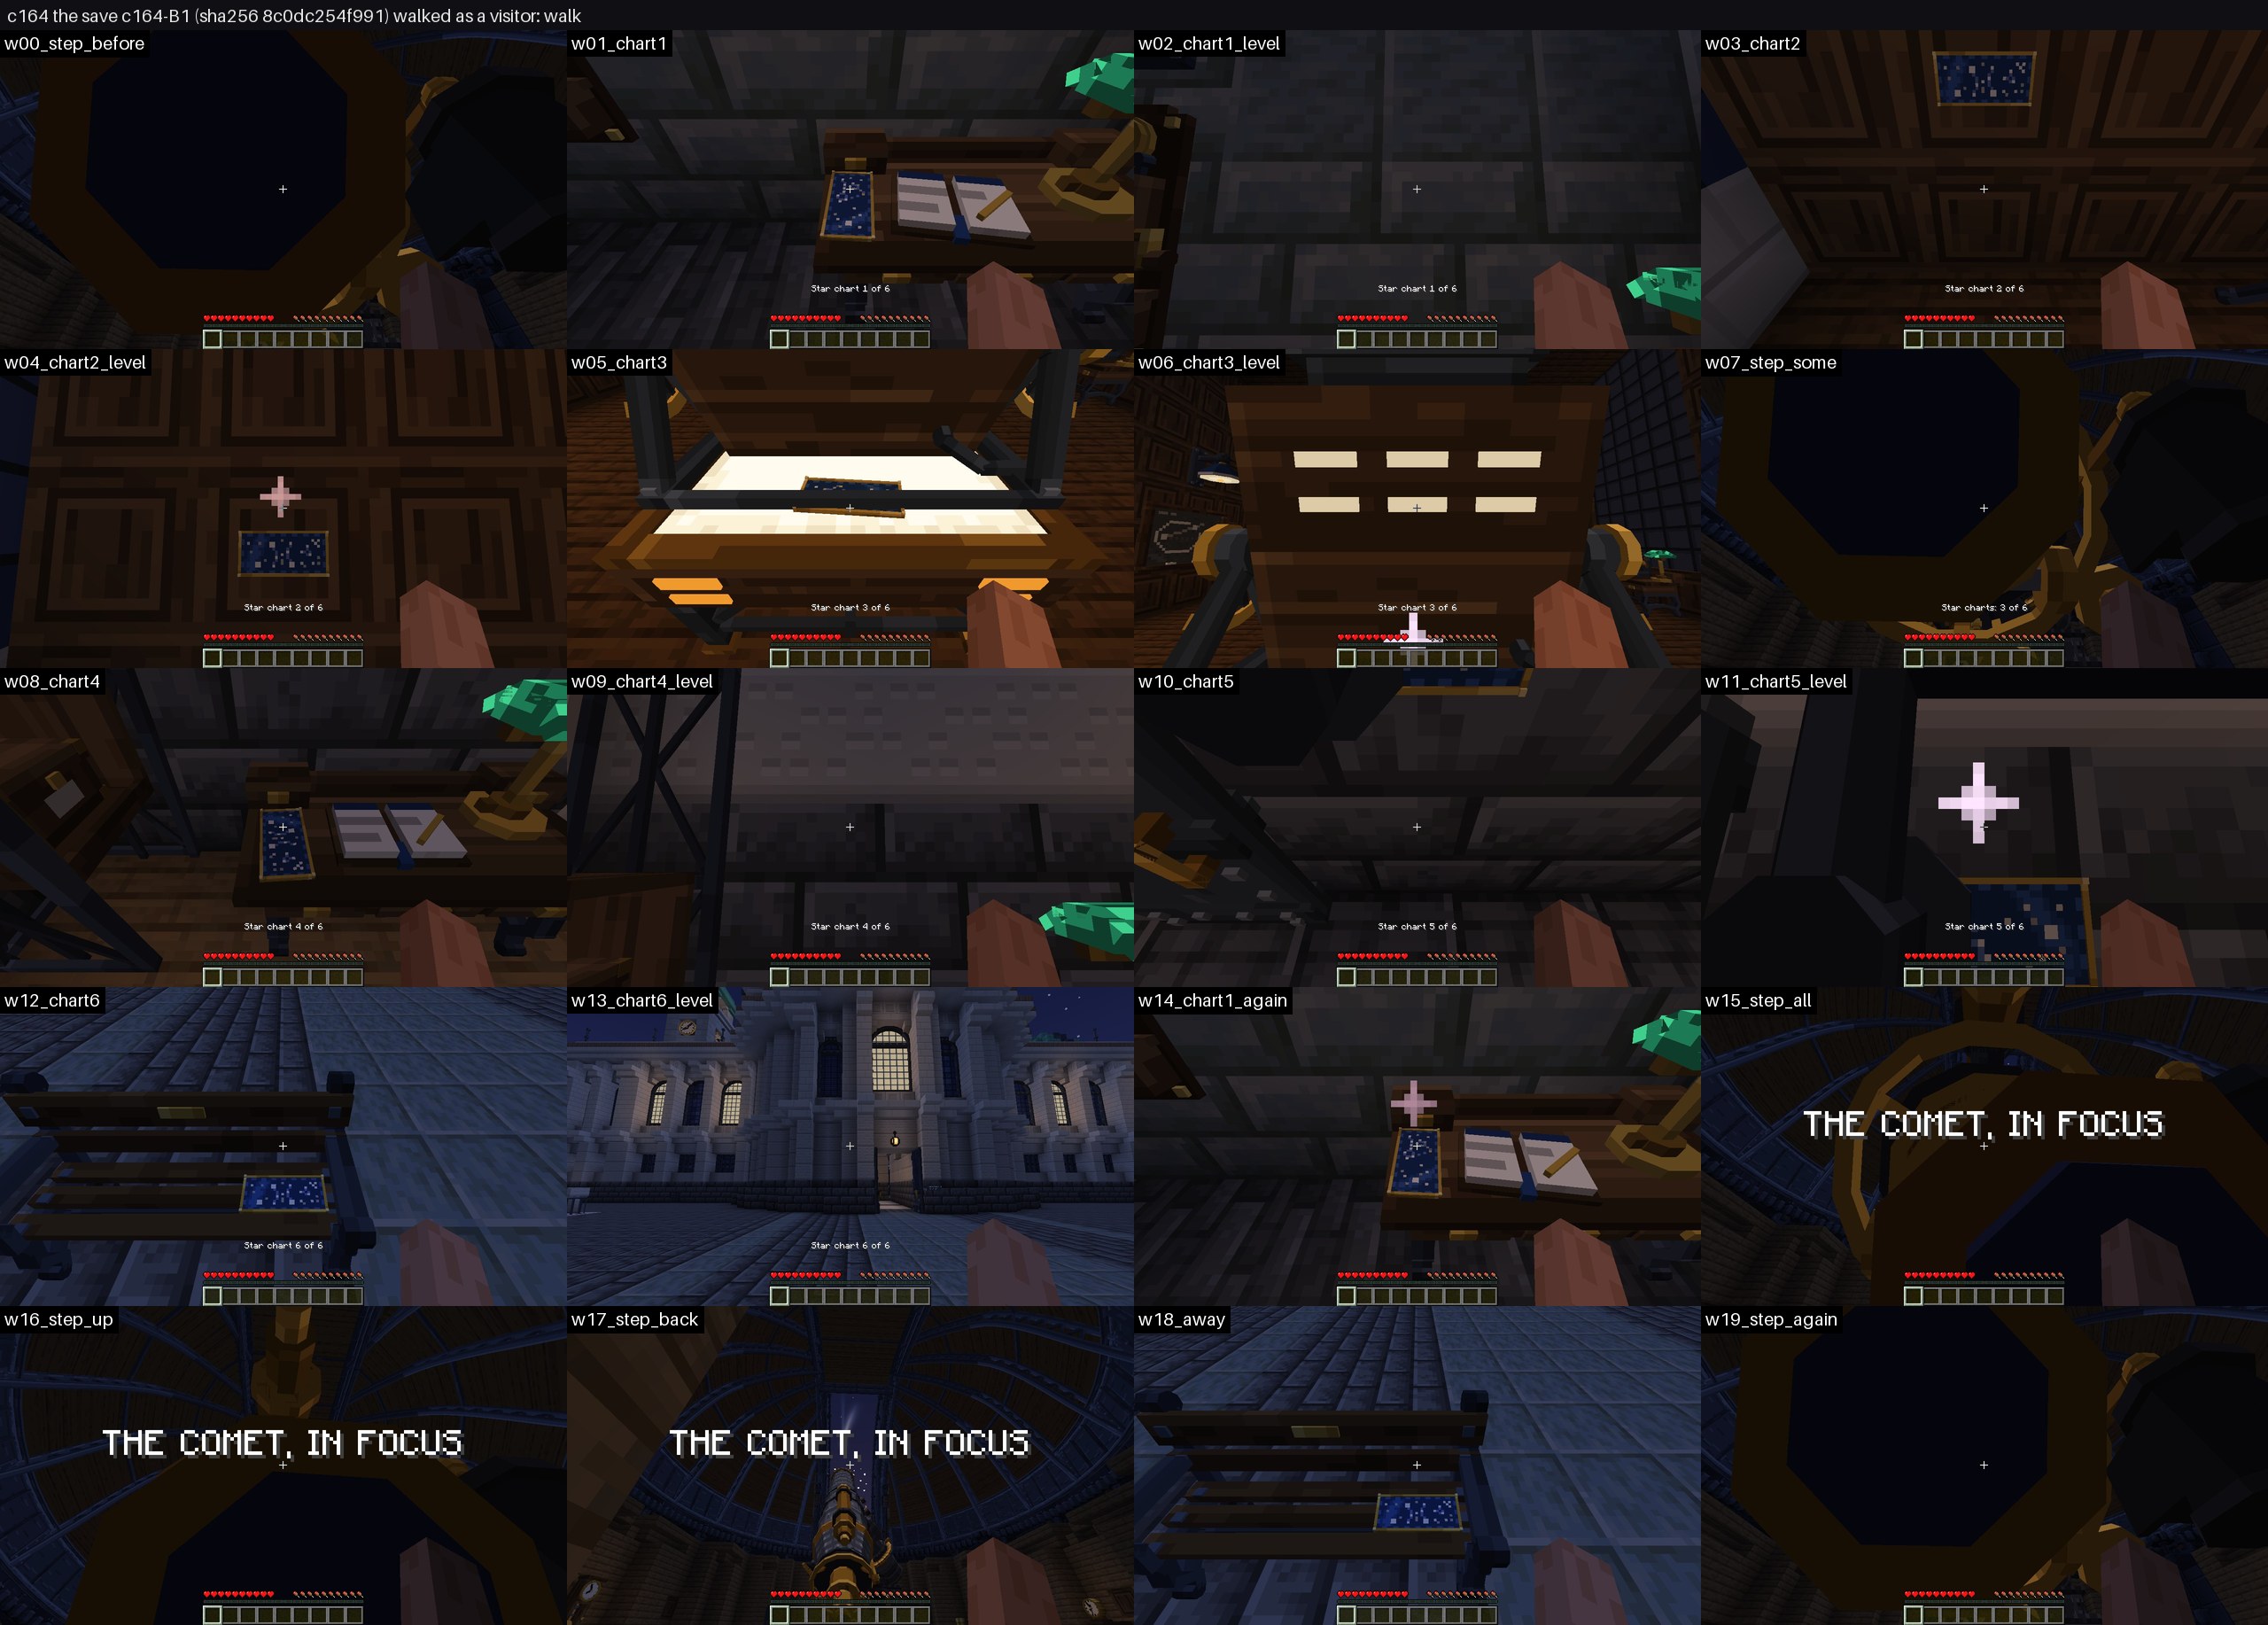 c164 the save c164-B1 (sha256 8c0dc254f991) walked as a visitor: walk
w00_step_before
w01_chart1
Star chart 1 of 6
w02_chart1_level
Star chart 1 of 6
w03_chart2
Star chart 2 of 6
w04_chart2_level
Star chart 2 of 6
w05_chart3
Star chart 3 of 6
w06_chart3_level
Star chart 3 of 6
w07_step_some
Star charts: 3 of 6
w08_chart4
Star chart 4 of 6
w09_chart4_level
Star chart 4 of 6
w10_chart5
Star chart 5 of 6
w11_chart5_level
Star chart 5 of 6
w12_chart6
Star chart 6 of 6
w13_chart6_level
Star chart 6 of 6
w14_chart1_again
w15_step_all
THE COMET, IN FOCUS
w16_step_up
THE COMET, IN FOCUS
w17_step_back
THE COMET, IN FOCUS
w18_away
w19_step_again